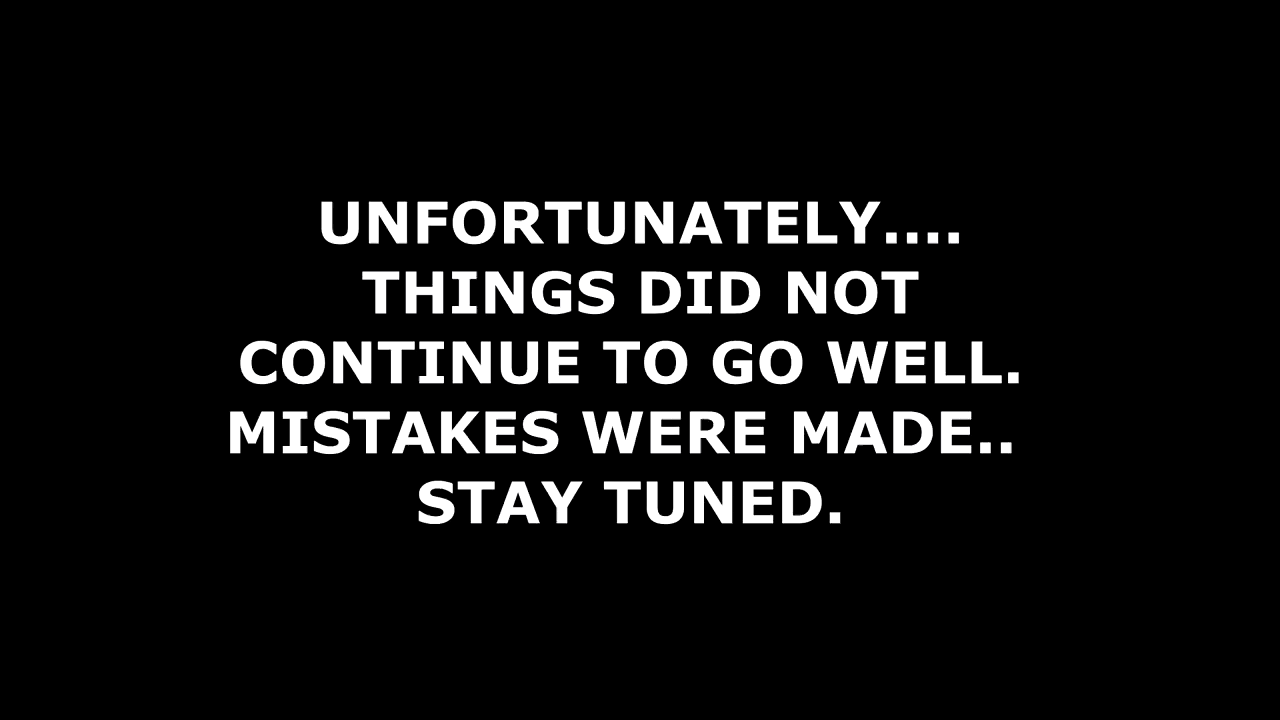 UNFORTUNATELY....
THINGS DID NOT
CONTINUE TO GO WELL.
MISTAKES WERE MADE..
STAY TUNED.